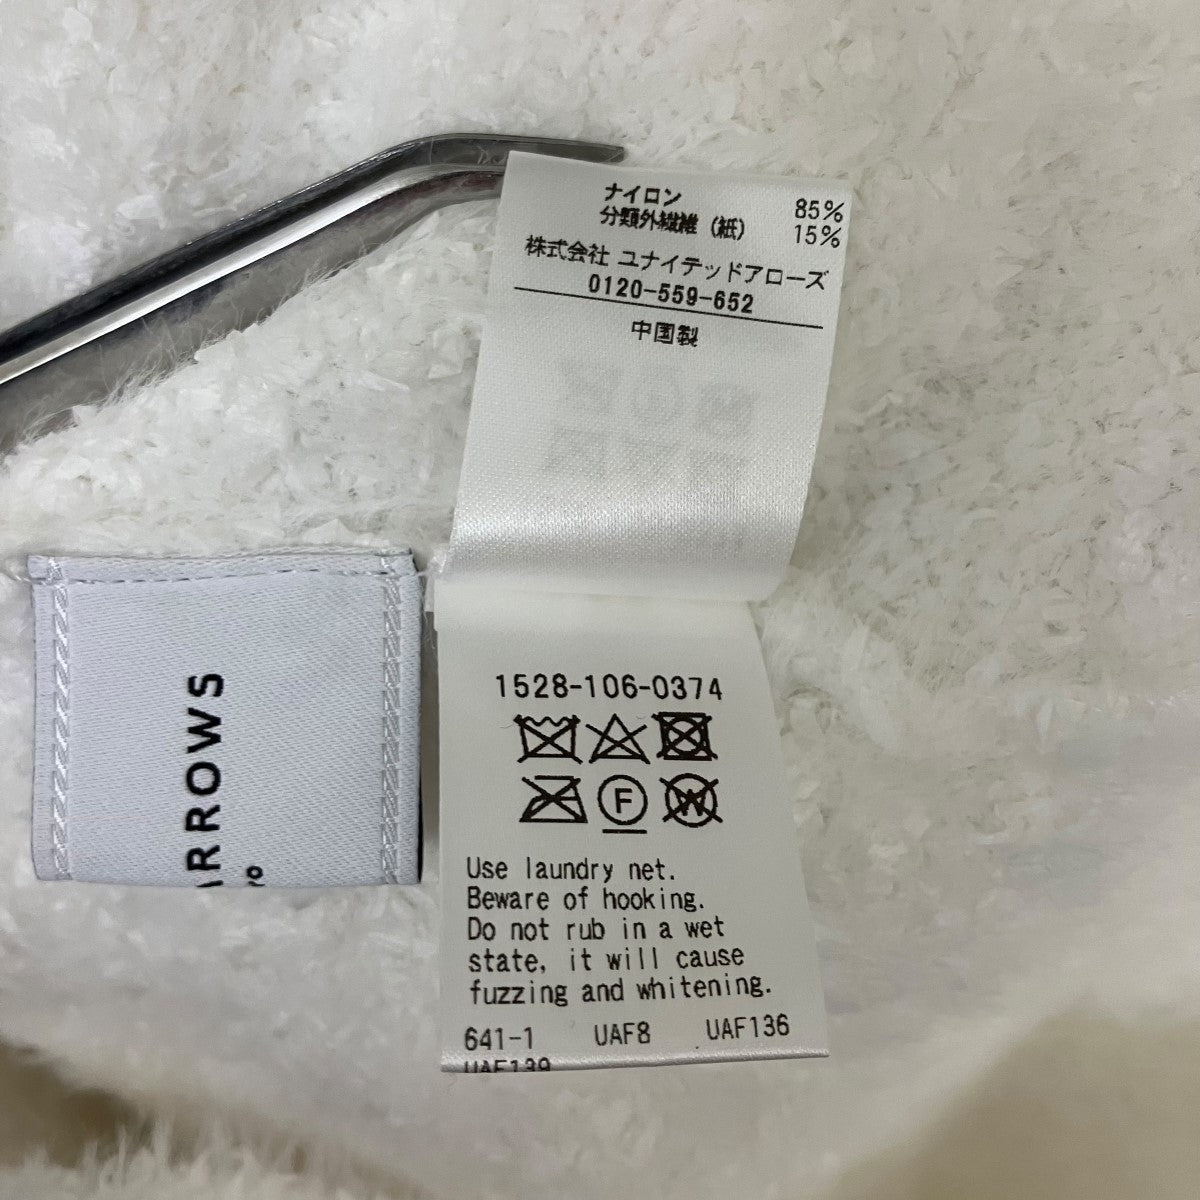 ナイロン 85%
分類外繊維（紙） 15%
株式会社 ユナイテッドアローズ
0120-559-652
中国製
1528-106-0374
F
W
Use laundry net.
Beware of hooking.
Do not rub in a wet
state, it will cause
fuzzing and whitening.
641-1 UAF8 UAF136
UAF139
ARROWS